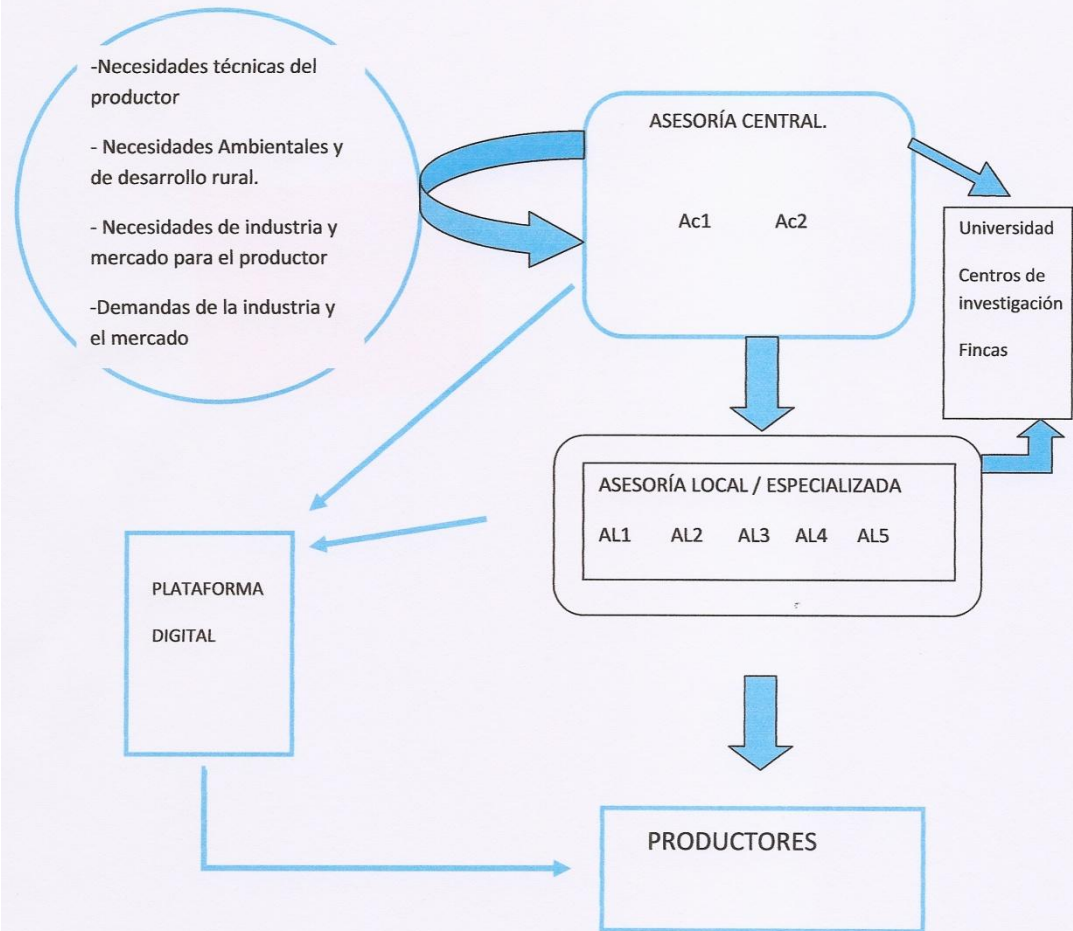 -Necesidades técnicas del
productor
- Necesidades Ambientales y
de desarrollo rural.
- Necesidades de industria y
mercado para el productor
-Demandas de la industria y
el mercado
ASESORÍA CENTRAL.
Ac1 Ac2
Universidad
Centros de
investigación
Fincas
ASESORÍA LOCAL / ESPECIALIZADA
AL1 AL2 AL3 AL4 AL5
PLATAFORMA
DIGITAL
PRODUCTORES